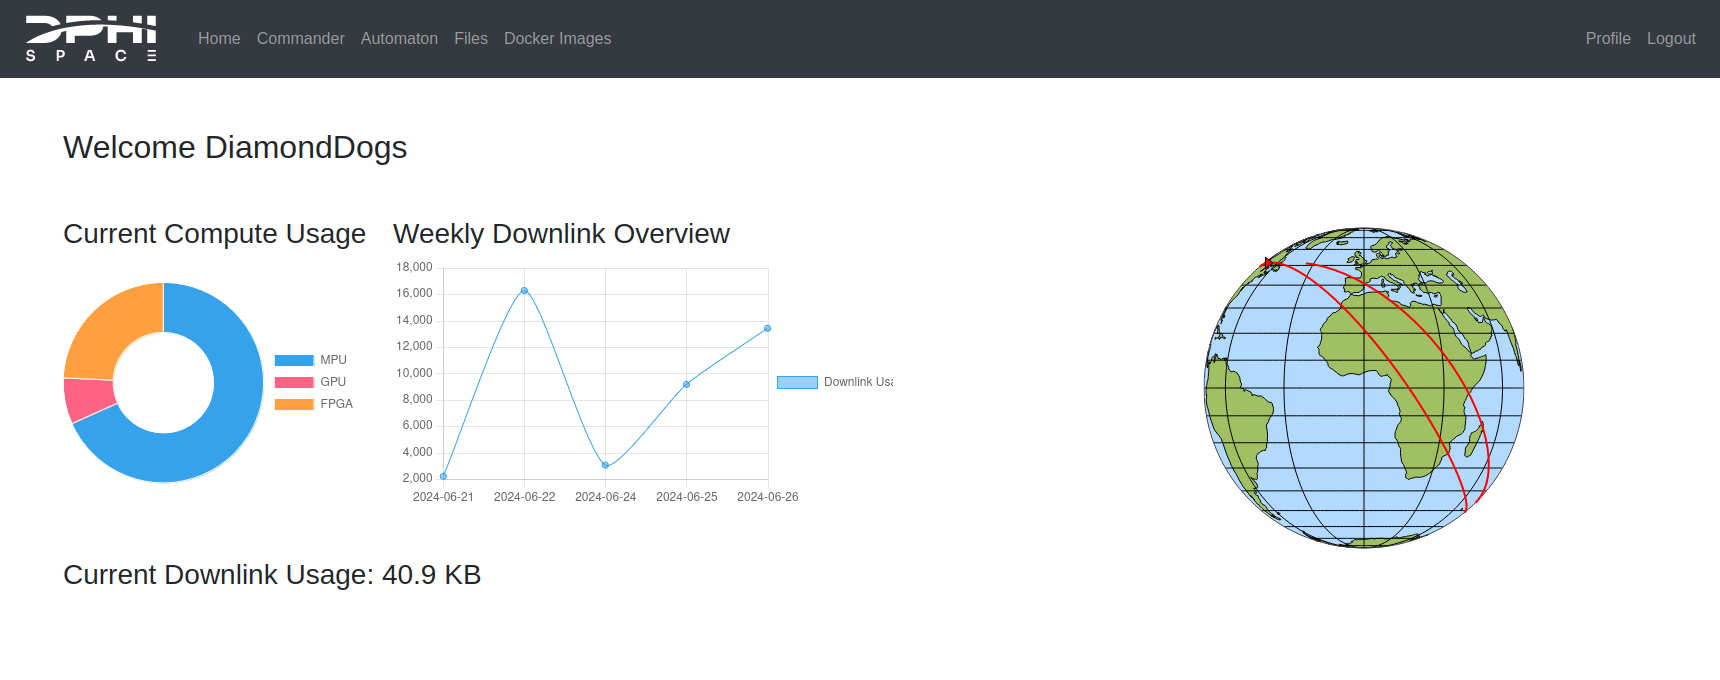 DPHI
SPACE
Home Commander Automaton Files Docker Images Profile Logout
Welcome DiamondDogs
Current Compute Usage
MPU
GPU
FPGA
Weekly Downlink Overview
18,000
16,000
14,000
12,000
10,000
8,000
6,000
4,000
2,000
2024-06-21 2024-06-22 2024-06-24 2024-06-25 2024-06-26
Downlink Usa
Current Downlink Usage: 40.9 KB